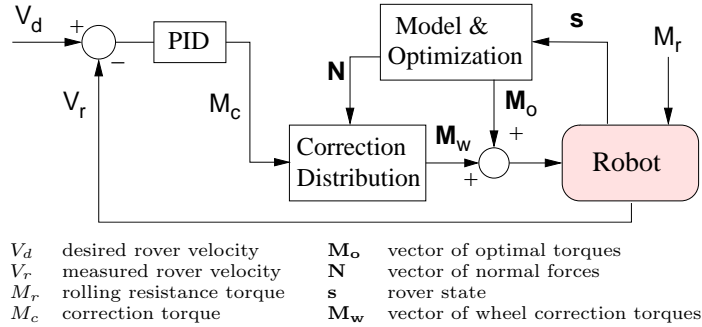 V_d
+
−
PID
Model &
Optimization
s
M_r
N
V_r
M_c
M_o
+
Correction
Distribution
M_w
+
Robot
V_d desired rover velocity
V_r measured rover velocity
M_r rolling resistance torque
M_c correction torque
M_o vector of optimal torques
N vector of normal forces
s rover state
M_w vector of wheel correction torques